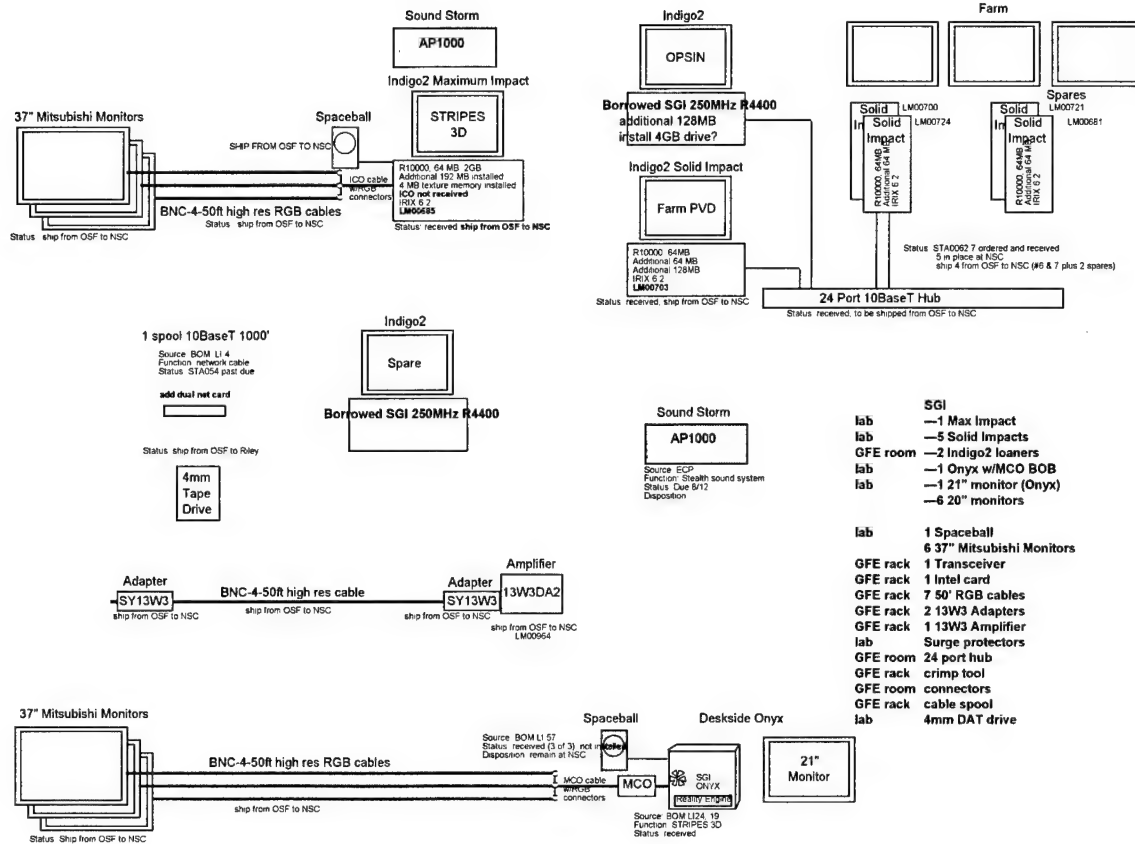 Sound Storm
AP1000
Indigo2 Maximum Impact
STRIPES
3D
37" Mitsubishi Monitors
Spaceball
SHIP FROM OSF TO NSC
ICO cable
w/RGB
connectors
BNC-4-50ft high res RGB cables
Status ship from OSF to NSC
Status ship from OSF to NSC
R10000, 64 MB 2GB
Additional 192 MB installed
4 MB texture memory installed
ICO not received
IRIX 6 2
LM00685
Status received ship from OSF to NSC
Indigo2
OPSIN
Borrowed SGI 250MHz R4400
additional 128MB
install 4GB drive?
Indigo2 Solid Impact
Farm PVD
R10000 64MB
Additional 64 MB
Additional 128MB
IRIX 6 2
LM00703
Status received, ship from OSF to NSC
Farm
Spares
Solid
LM00700
Solid
Impact
LM00724
R10000, 64MB
Additional 64 MB
IRIX 6 2
Solid
LM00721
Solid
Impact
LM00681
R10000, 64MB
Additional 64 MB
IRIX 6 2
Status STA0062 7 ordered and received
5 in place at NSC
ship 4 from OSF to NSC (#6 & 7 plus 2 spares)
24 Port 10BaseT Hub
Status received, to be shipped from OSF to NSC
1 spool 10BaseT 1000'
Source BOM LI 4
Function network cable
Status STA054 past due
add dual net card
Status ship from OSF to Riley
4mm
Tape
Drive
Indigo2
Spare
Borrowed SGI 250MHz R4400
Sound Storm
AP1000
Source ECP
Function: Stealth sound system
Status Due 8/12
Disposition
SGI
lab —1 Max Impact
lab —5 Solid Impacts
GFE room —2 Indigo2 loaners
lab —1 Onyx w/MCO BOB
lab —1 21" monitor (Onyx)
—6 20" monitors
lab 1 Spaceball
6 37" Mitsubishi Monitors
GFE rack 1 Transceiver
GFE rack 1 Intel card
GFE rack 7 50' RGB cables
GFE rack 2 13W3 Adapters
GFE rack 1 13W3 Amplifier
lab Surge protectors
GFE room 24 port hub
GFE rack crimp tool
GFE room connectors
GFE rack cable spool
lab 4mm DAT drive
Adapter
SY13W3
ship from OSF to NSC
BNC-4-50ft high res cable
ship from OSF to NSC
Adapter
SY13W3
ship from OSF to NSC
Amplifier
13W3DA2
ship from OSF to NSC
LM00964
37" Mitsubishi Monitors
Status Ship from OSF to NSC
BNC-4-50ft high res RGB cables
ship from OSF to NSC
Source BOM LI 57
Status received (3 of 3) not installed
Disposition remain at NSC
Spaceball
MCO cable
w/RGB
connectors
MCO
Deskside Onyx
SGI
ONYX
Reality Engine
Source BOM LI24, 19
Function STRIPES 3D
Status received
21"
Monitor